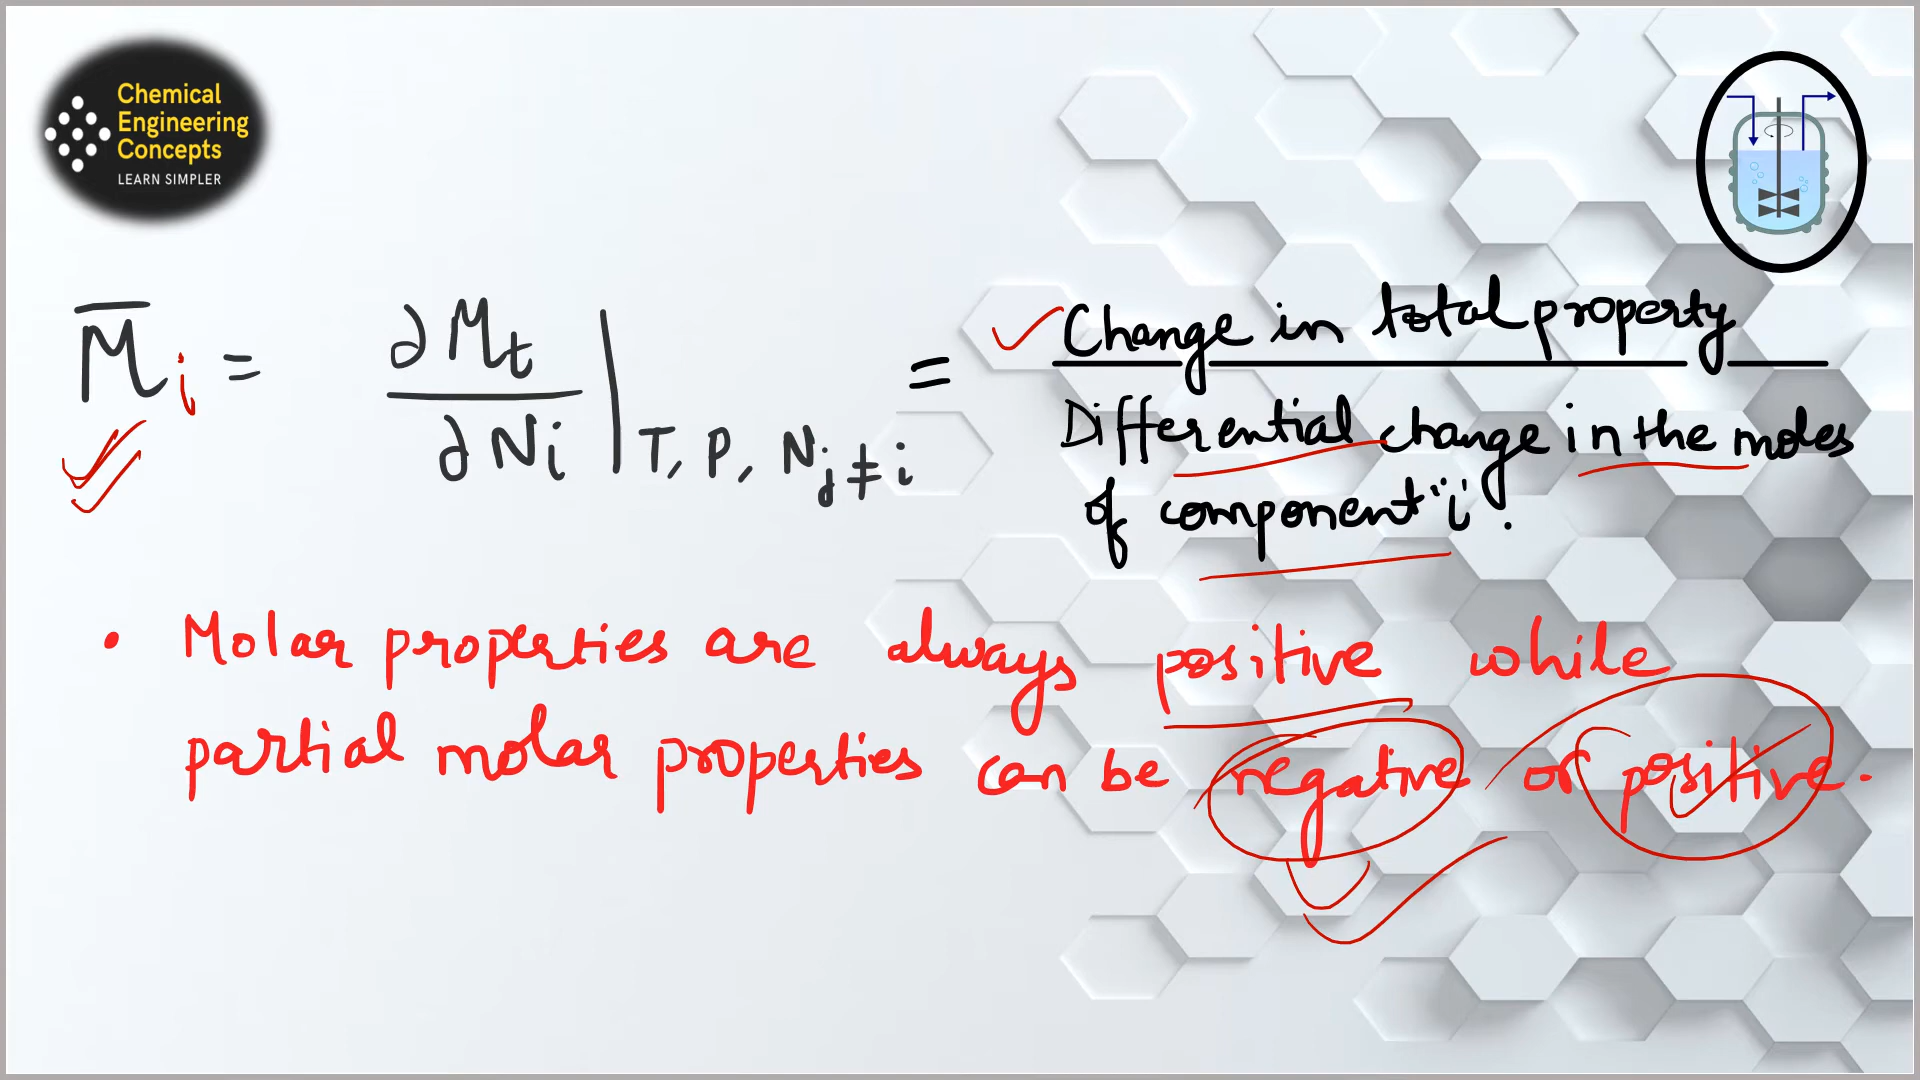 Chemical
Engineering
Concepts
LEARN SIMPLER
M̄i = ∂Mt / ∂Ni | T, P, Nj≠i = Change in total property
Differential change in the moles
of component "i".
• Molar properties are always positive while
partial molar properties can be negative or positive.